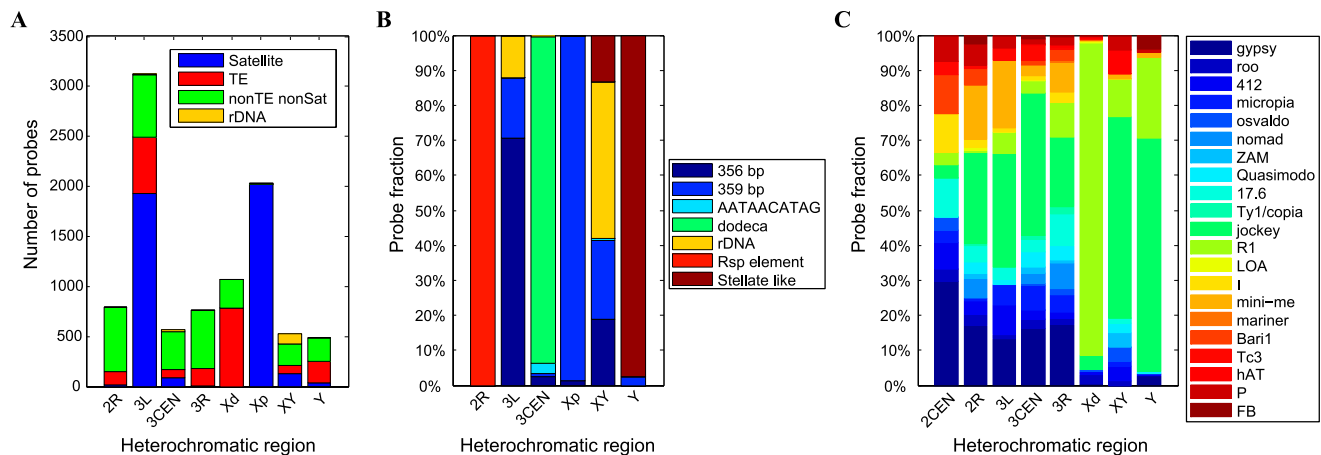 A
Number of probes
3500
3000
2500
2000
1500
1000
500
0
Satellite
TE
nonTE nonSat
rDNA
2R
3L
3CEN
3R
Xd
Xp
XY
Y
Heterochromatic region
B
Probe fraction
100%
90%
80%
70%
60%
50%
40%
30%
20%
10%
0%
2R
3L
3CEN
Xp
XY
Y
Heterochromatic region
356 bp
359 bp
AATAACATAG
dodeca
rDNA
Rsp element
Stellate like
C
Probe fraction
100%
90%
80%
70%
60%
50%
40%
30%
20%
10%
0%
2CEN
2R
3L
3CEN
3R
Xd
XY
Y
Heterochromatic region
gypsy
roo
412
micropia
osvaldo
nomad
ZAM
Quasimodo
17.6
Ty1/copia
jockey
R1
LOA
I
mini−me
mariner
Bari1
Tc3
hAT
P
FB